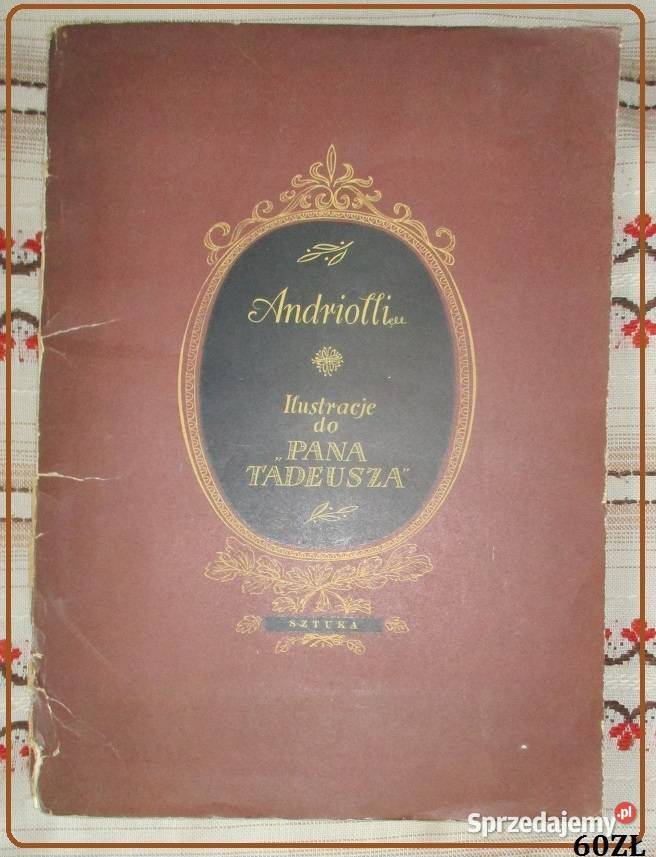 Andriolli
Ilustracje
do
„PANA
TADEUSZA"
SZTUKA
Sprzedajemy.pl
60ZŁ